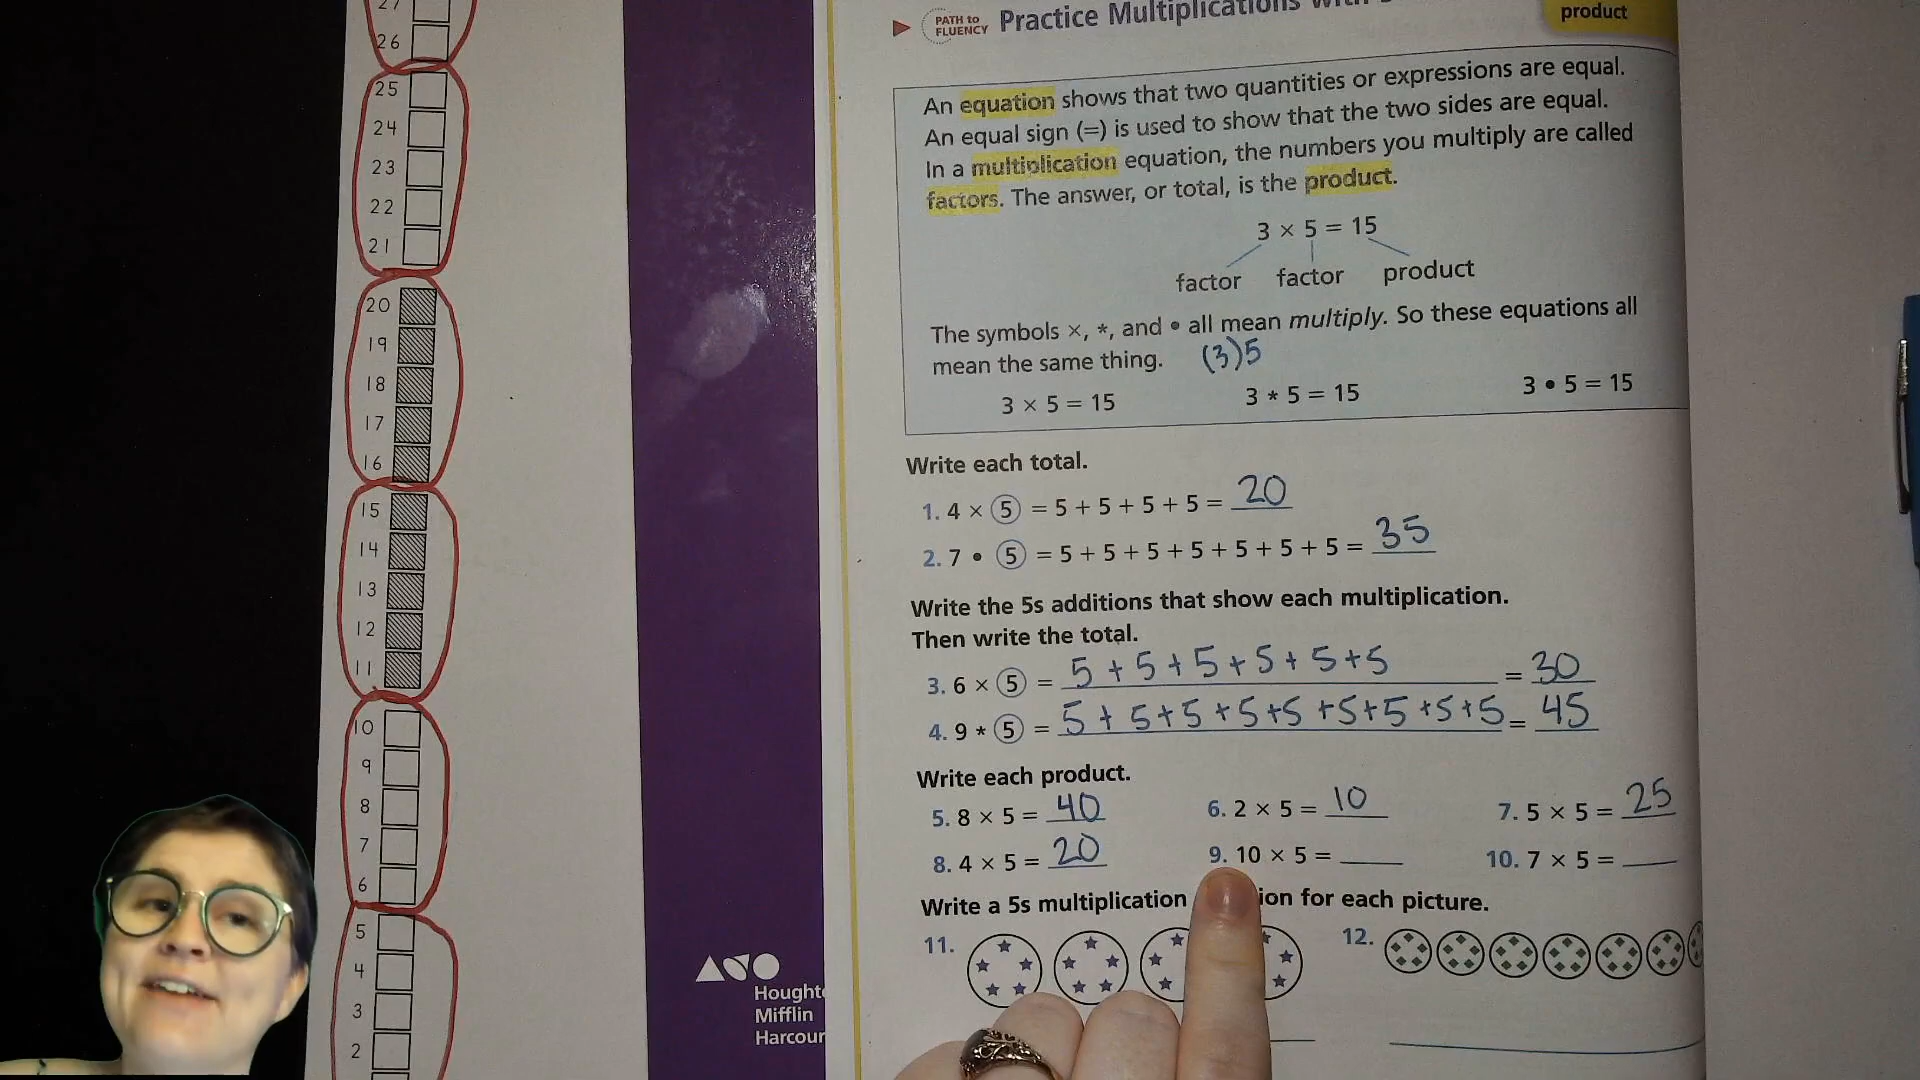 27
26
25
24
23
22
21
20
19
18
17
16
15
14
13
12
11
10
9
8
7
6
5
4
3
2
Hought
Mifflin
Harcour
PATH to
FLUENCY
Practice Multiplications with
product
An equation shows that two quantities or expressions are equal.
An equal sign (=) is used to show that the two sides are equal.
In a multiplication equation, the numbers you multiply are called
factors. The answer, or total, is the product.
3 × 5 = 15
factor factor product
The symbols ×, *, and • all mean multiply. So these equations all
mean the same thing. (3)5
3 × 5 = 15 3 * 5 = 15 3 • 5 = 15
Write each total.
1. 4 × 5 = 5 + 5 + 5 + 5 = 20
2. 7 • 5 = 5 + 5 + 5 + 5 + 5 + 5 + 5 = 35
Write the 5s additions that show each multiplication.
Then write the total.
3. 6 × 5 = 5 + 5 + 5 + 5 + 5 + 5 = 30
4. 9 * 5 = 5 + 5 + 5 + 5 + 5 + 5 + 5 + 5 + 5 = 45
Write each product.
5. 8 × 5 = 40 6. 2 × 5 = 10 7. 5 × 5 = 25
8. 4 × 5 = 20 9. 10 × 5 = 10. 7 × 5 =
Write a 5s multiplication ion for each picture.
11. 12.